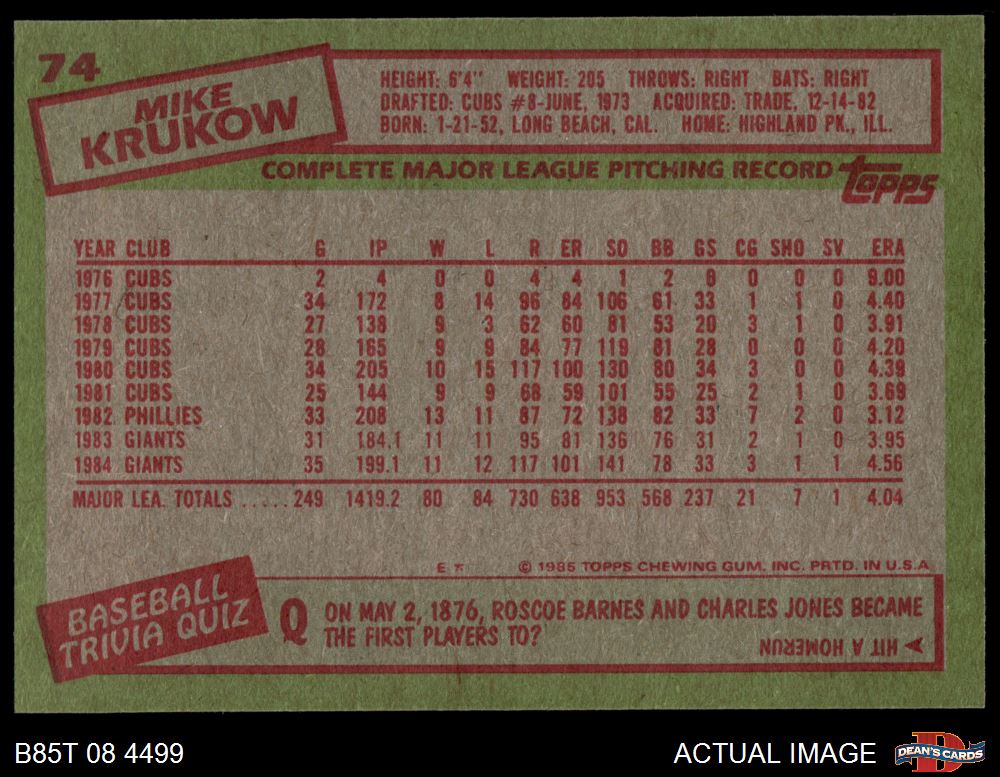 74
MIKE
KRUKOW
HEIGHT: 6'4" WEIGHT: 205 THROWS: RIGHT BATS: RIGHT
DRAFTED: CUBS #8-JUNE, 1973 ACQUIRED: TRADE, 12-14-82
BORN: 1-21-52, LONG BEACH, CAL. HOME: HIGHLAND PK., ILL.
COMPLETE MAJOR LEAGUE PITCHING RECORD
topps
YEAR CLUB G IP W L R ER SO BB GS CG SHO SV ERA
1976 CUBS 2 4 0 0 4 4 1 2 0 0 0 0 9.00
1977 CUBS 34 172 8 14 96 84 106 61 33 1 1 0 4.40
1978 CUBS 27 138 9 3 62 60 81 53 20 3 1 0 3.91
1979 CUBS 28 165 9 9 84 77 119 81 28 0 0 0 4.20
1980 CUBS 34 205 10 15 117 100 130 80 34 3 0 0 4.39
1981 CUBS 25 144 9 9 68 59 101 55 25 2 1 0 3.69
1982 PHILLIES 33 208 13 11 87 72 138 82 33 7 2 0 3.12
1983 GIANTS 31 184.1 11 11 95 81 136 76 31 2 1 0 3.95
1984 GIANTS 35 199.1 11 12 117 101 141 78 33 3 1 1 4.56
MAJOR LEA. TOTALS ..... 249 1419.2 80 84 730 638 953 568 237 21 7 1 4.04
E * © 1985 TOPPS CHEWING GUM. INC. PRTD. IN U.S.A
BASEBALL
TRIVIA QUIZ
Q ON MAY 2, 1876, ROSCOE BARNES AND CHARLES JONES BECAME
THE FIRST PLAYERS TO?
A HIT A HOMERUN
B85T 08 4499
ACTUAL IMAGE
D
DEAN'S CARDS